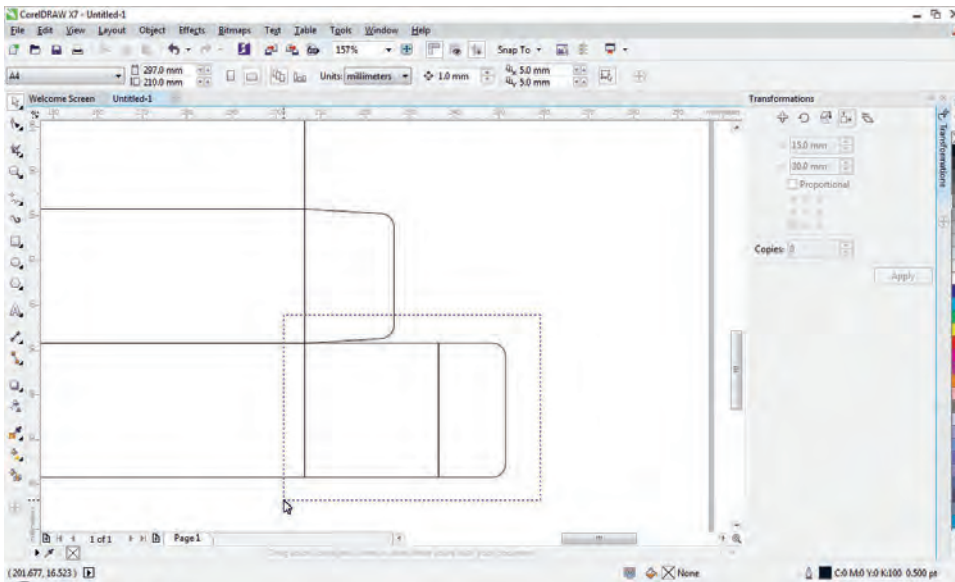 CorelDRAW X7 - Untitled-1
File Edit View Layout Object Effects Bitmaps Text Table Tools Window Help
157% Snap To
A4 297.0 mm 210.0 mm Units: millimeters 1.0 mm 5.0 mm 5.0 mm
Welcome Screen Untitled-1
Transformations
millimeters
Transformations
15.0 mm
30.0 mm
Proportional
Copies: 0
Apply
1 of 1 Page 1
(201.677, 16.523) None C:0 M:0 Y:0 K:100 0.500 pt